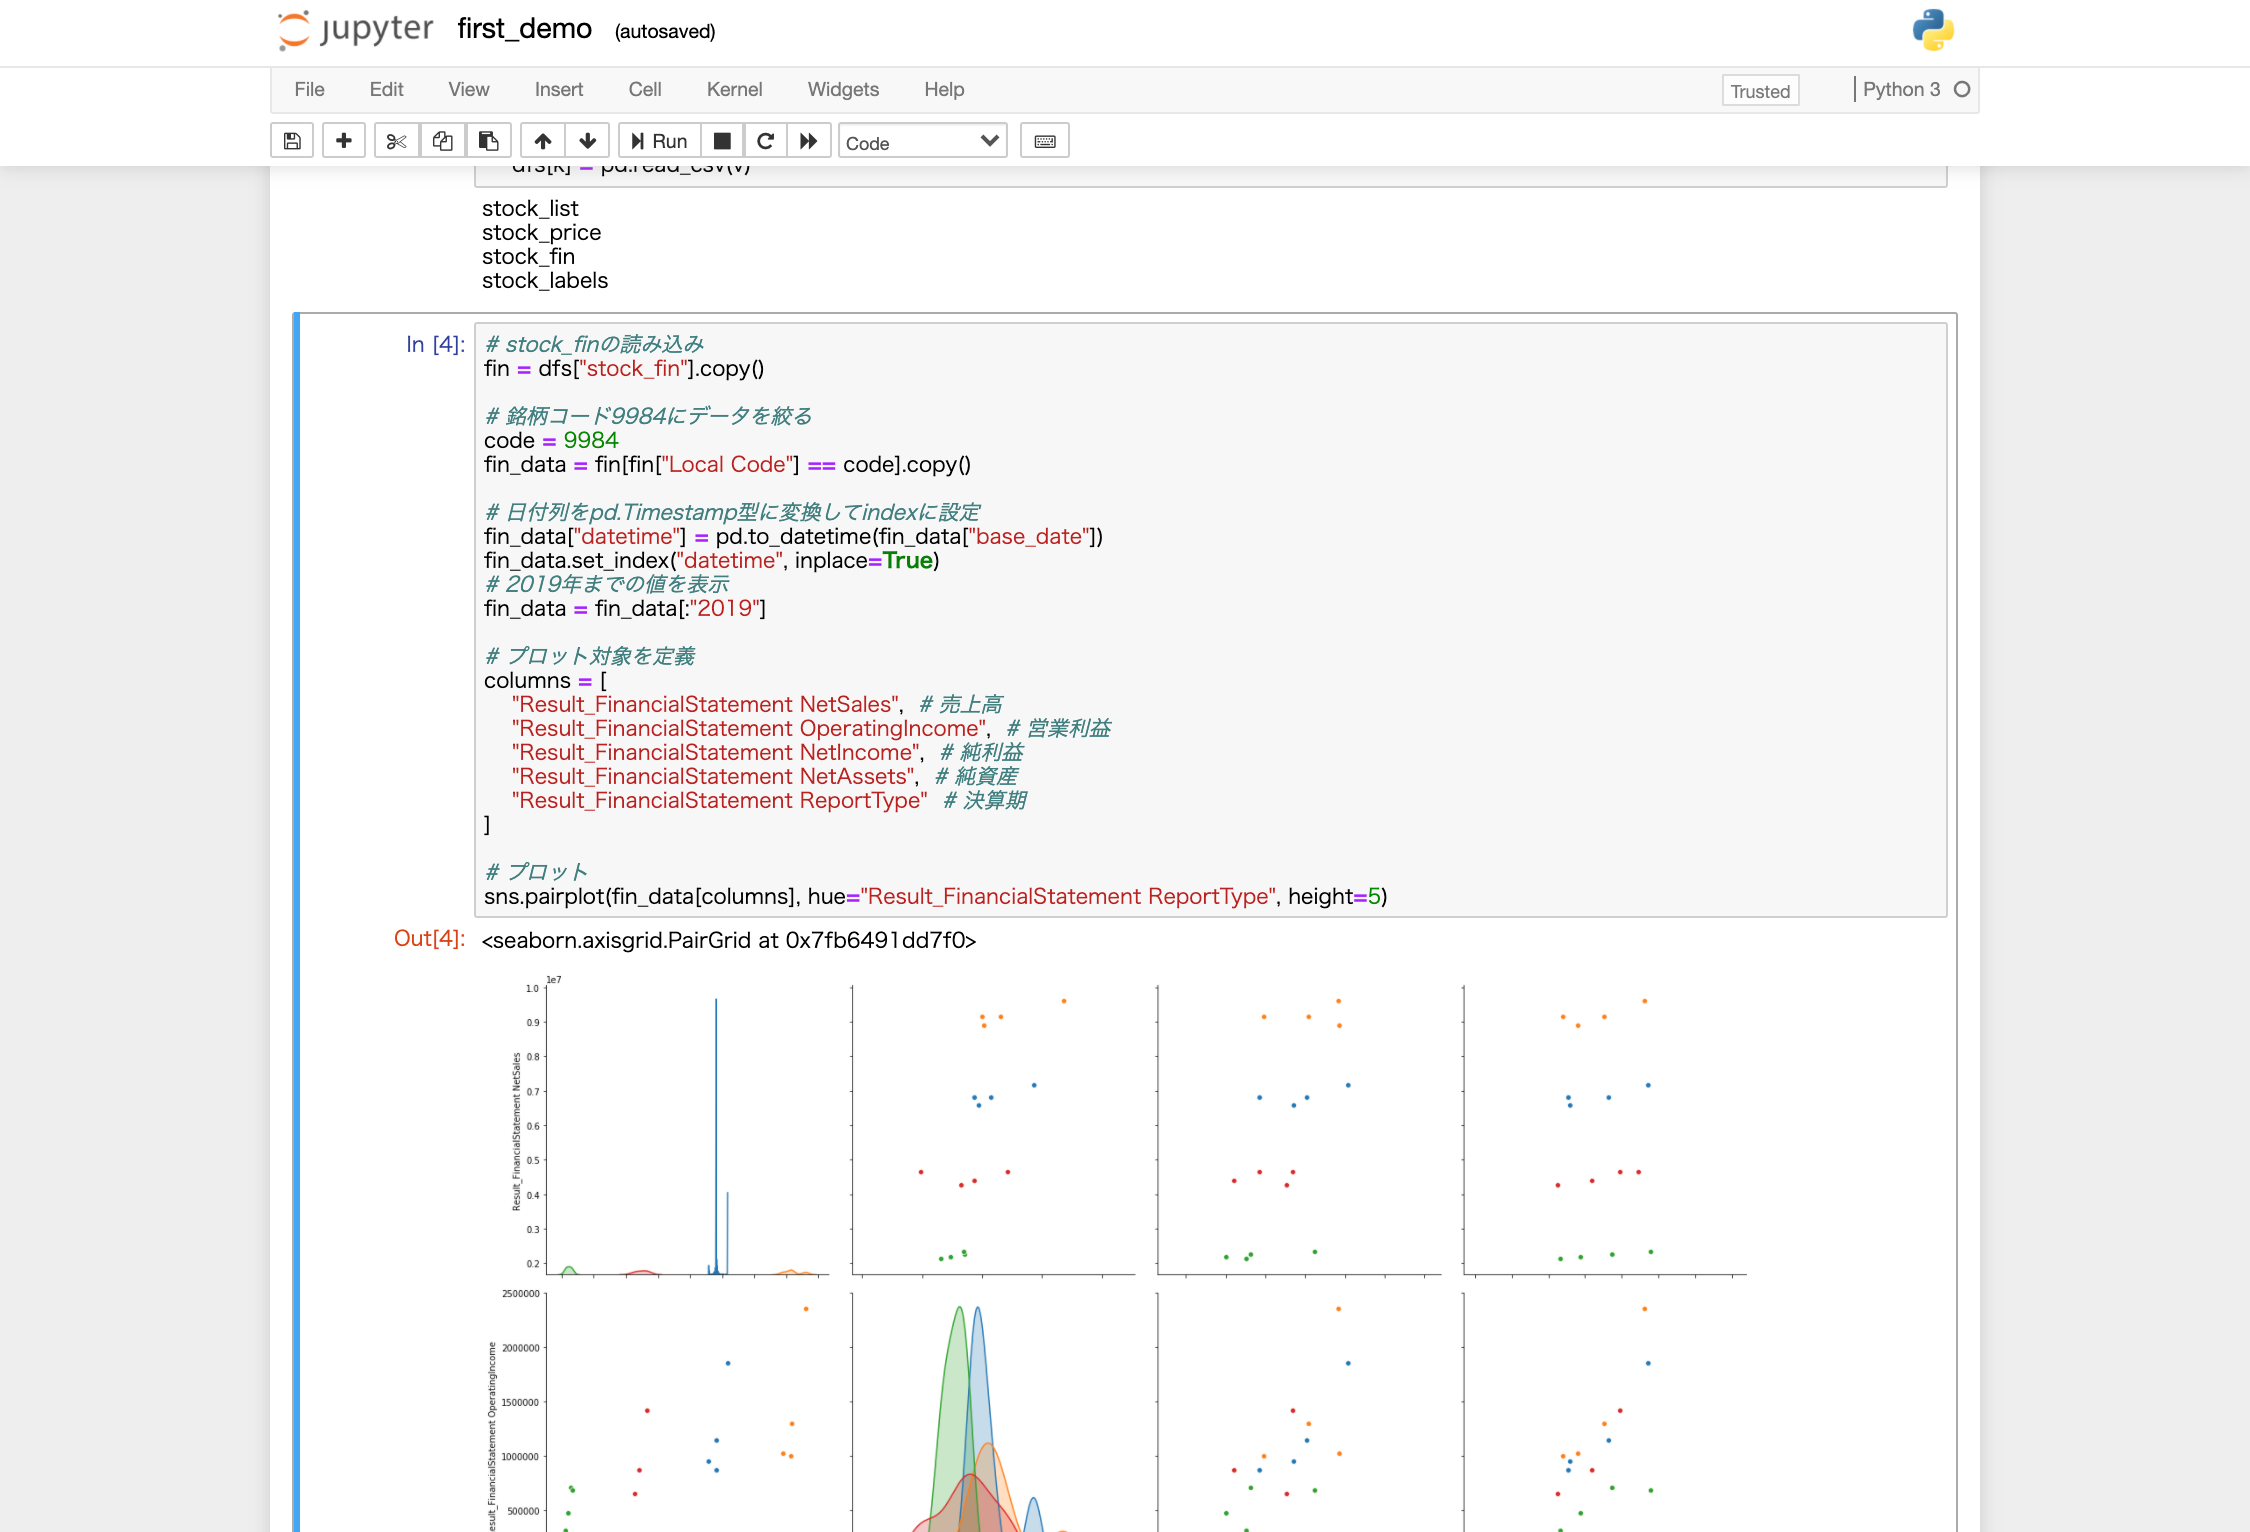 jupyter first_demo (autosaved)
File Edit View Insert Cell Kernel Widgets Help Trusted Python 3
Run Code
dfs[k] = pd.read_csv(v)
stock_list
stock_price
stock_fin
stock_labels
In [4]:
# stock_finの読み込み
fin = dfs["stock_fin"].copy()
# 銘柄コード9984にデータを絞る
code = 9984
fin_data = fin[fin["Local Code"] == code].copy()
# 日付列をpd.Timestamp型に変換してindexに設定
fin_data["datetime"] = pd.to_datetime(fin_data["base_date"])
fin_data.set_index("datetime", inplace=True)
# 2019年までの値を表示
fin_data = fin_data[:"2019"]
# プロット対象を定義
columns = [
"Result_FinancialStatement NetSales", # 売上高
"Result_FinancialStatement OperatingIncome", # 営業利益
"Result_FinancialStatement NetIncome", # 純利益
"Result_FinancialStatement NetAssets", # 純資産
"Result_FinancialStatement ReportType" # 決算期
]
# プロット
sns.pairplot(fin_data[columns], hue="Result_FinancialStatement ReportType", height=5)
Out[4]: <seaborn.axisgrid.PairGrid at 0x7fb6491dd7f0>
1e7
1.0
0.9
0.8
0.7
0.6
0.5
0.4
0.3
0.2
Result_FinancialStatement NetSales
2500000
2000000
1500000
1000000
500000
esult_FinancialStatement OperatingIncome